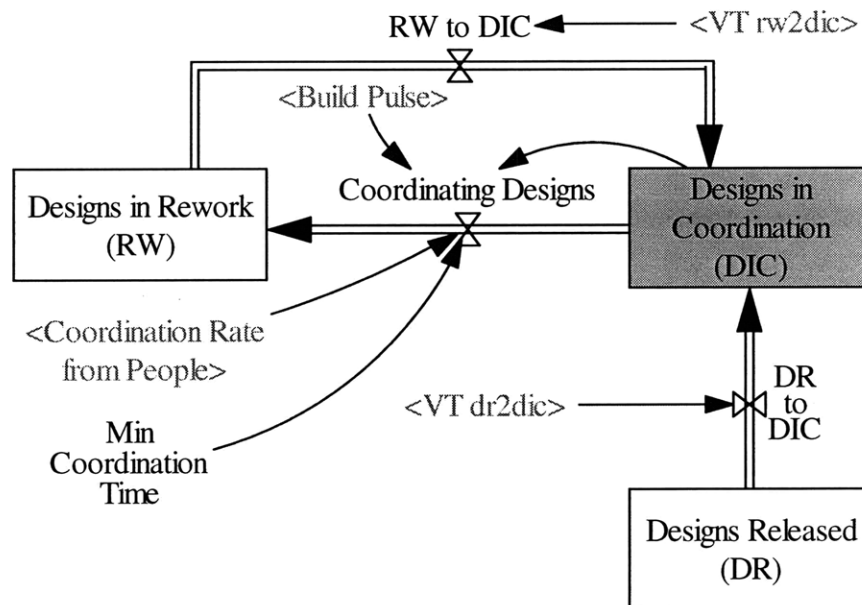 RW to DIC
<VT rw2dic>
<Build Pulse>
Designs in Rework
(RW)
Coordinating Designs
Designs in
Coordination
(DIC)
<Coordination Rate
from People>
<VT dr2dic>
DR
to
DIC
Min
Coordination
Time
Designs Released
(DR)